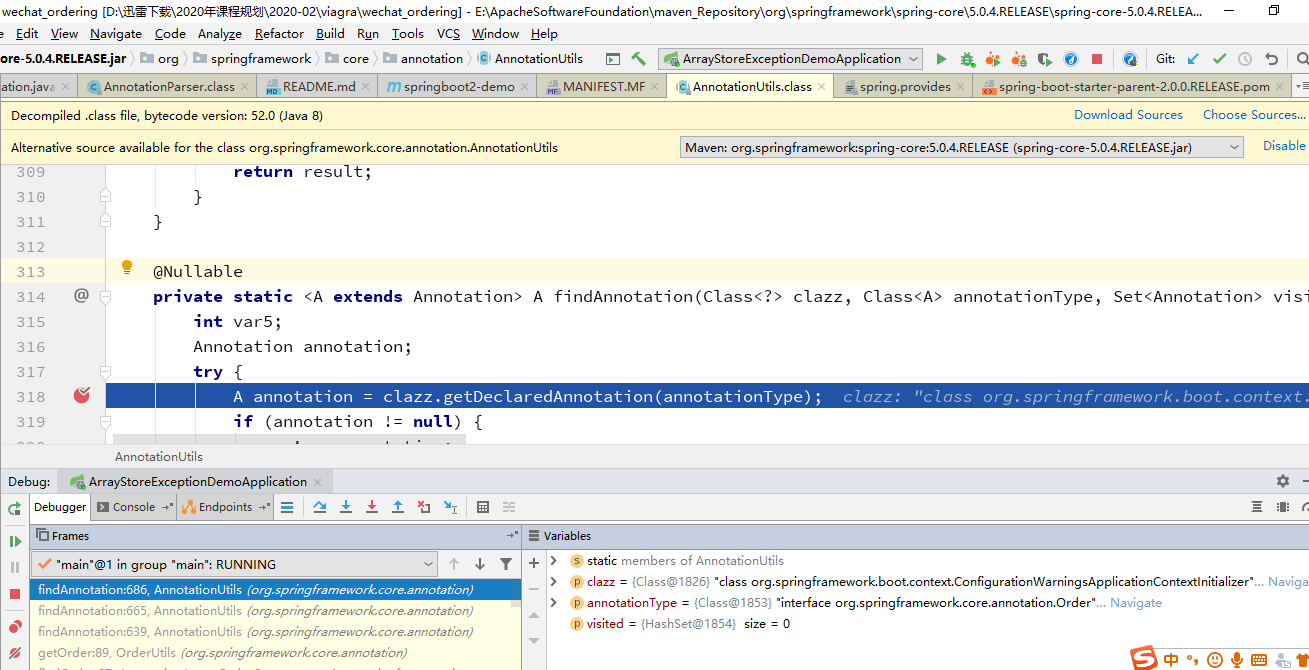 wechat_ordering [D:\迅雷下载\2020年课程规划\2020-02\viagra\wechat_ordering] - E:\ApacheSoftwareFoundation\maven_Repository\org\springframework\spring-core\5.0.4.RELEASE\spring-core-5.0.4.RELEA...
Edit View Navigate Code Analyze Refactor Build Run Tools VCS Window Help
ore-5.0.4.RELEASE.jar org springframework core annotation AnnotationUtils ArrayStoreExceptionDemoApplication Git:
ation.java AnnotationParser.class README.md springboot2-demo MANIFEST.MF AnnotationUtils.class spring.provides spring-boot-starter-parent-2.0.0.RELEASE.pom
Decompiled .class file, bytecode version: 52.0 (Java 8) Download Sources Choose Sources...
Alternative source available for the class org.springframework.core.annotation.AnnotationUtils Maven: org.springframework:spring-core:5.0.4.RELEASE (spring-core-5.0.4.RELEASE.jar) Disable
309 return result;
310 }
311 }
312
313 @Nullable
314 @ private static <A extends Annotation> A findAnnotation(Class<?> clazz, Class<A> annotationType, Set<Annotation> visi
315 int var5;
316 Annotation annotation;
317 try {
318 A annotation = clazz.getDeclaredAnnotation(annotationType); clazz: "class org.springframework.boot.context.
319 if (annotation != null) {
AnnotationUtils
Debug: ArrayStoreExceptionDemoApplication
Debugger Console Endpoints
Frames Variables
"main"@1 in group "main": RUNNING
findAnnotation:686, AnnotationUtils (org.springframework.core.annotation)
findAnnotation:665, AnnotationUtils (org.springframework.core.annotation)
findAnnotation:639, AnnotationUtils (org.springframework.core.annotation)
getOrder:89, OrderUtils (org.springframework.core.annotation)
static members of AnnotationUtils
clazz = {Class@1826} "class org.springframework.boot.context.ConfigurationWarningsApplicationContextInitializer"... Naviga
annotationType = {Class@1853} "interface org.springframework.core.annotation.Order"... Navigate
visited = {HashSet@1854} size = 0
中